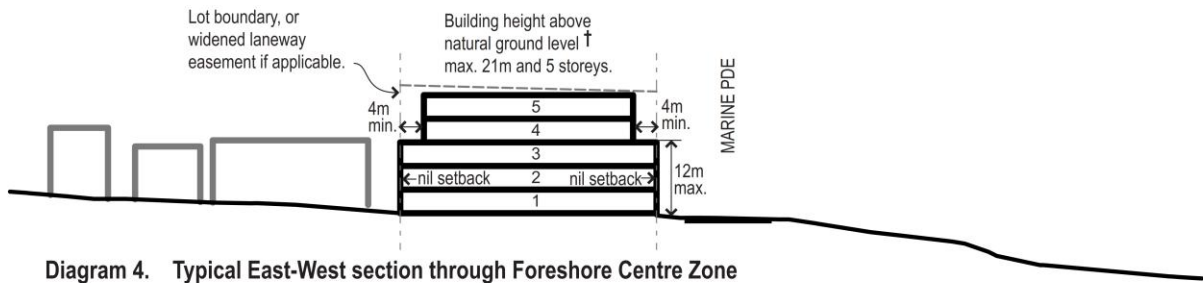 Lot boundary, or
widened laneway
easement if applicable.
Building height above
natural ground level †
max. 21m and 5 storeys.
MARINE PDE
4m
min.
5
4
4m
min.
3
nil setback 2 nil setback
1
12m
max.
Diagram 4. Typical East-West section through Foreshore Centre Zone